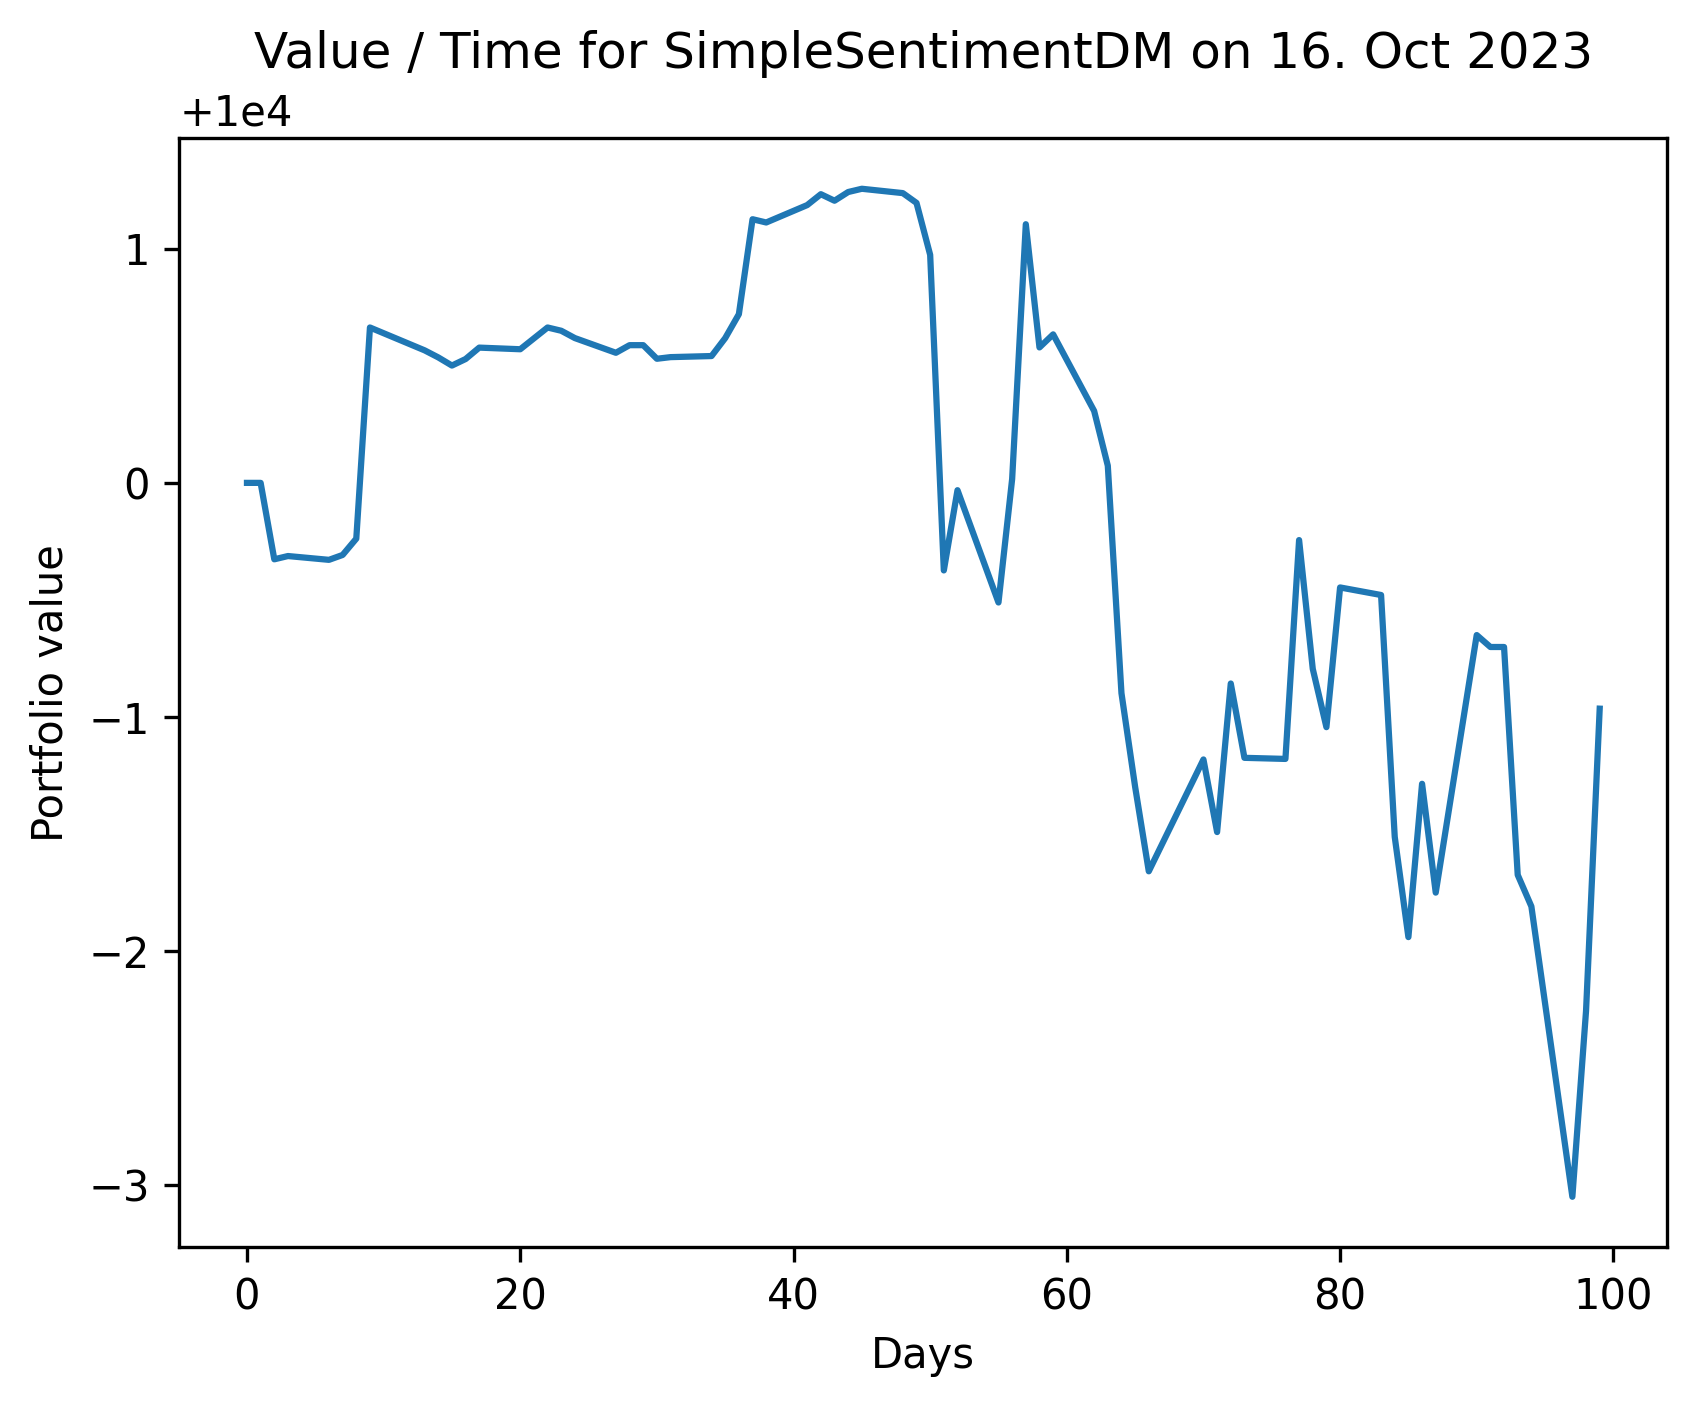 Value / Time for SimpleSentimentDM on 16. Oct 2023
+1e4
1
0
−1
−2
−3
Portfolio value
0 20 40 60 80 100
Days